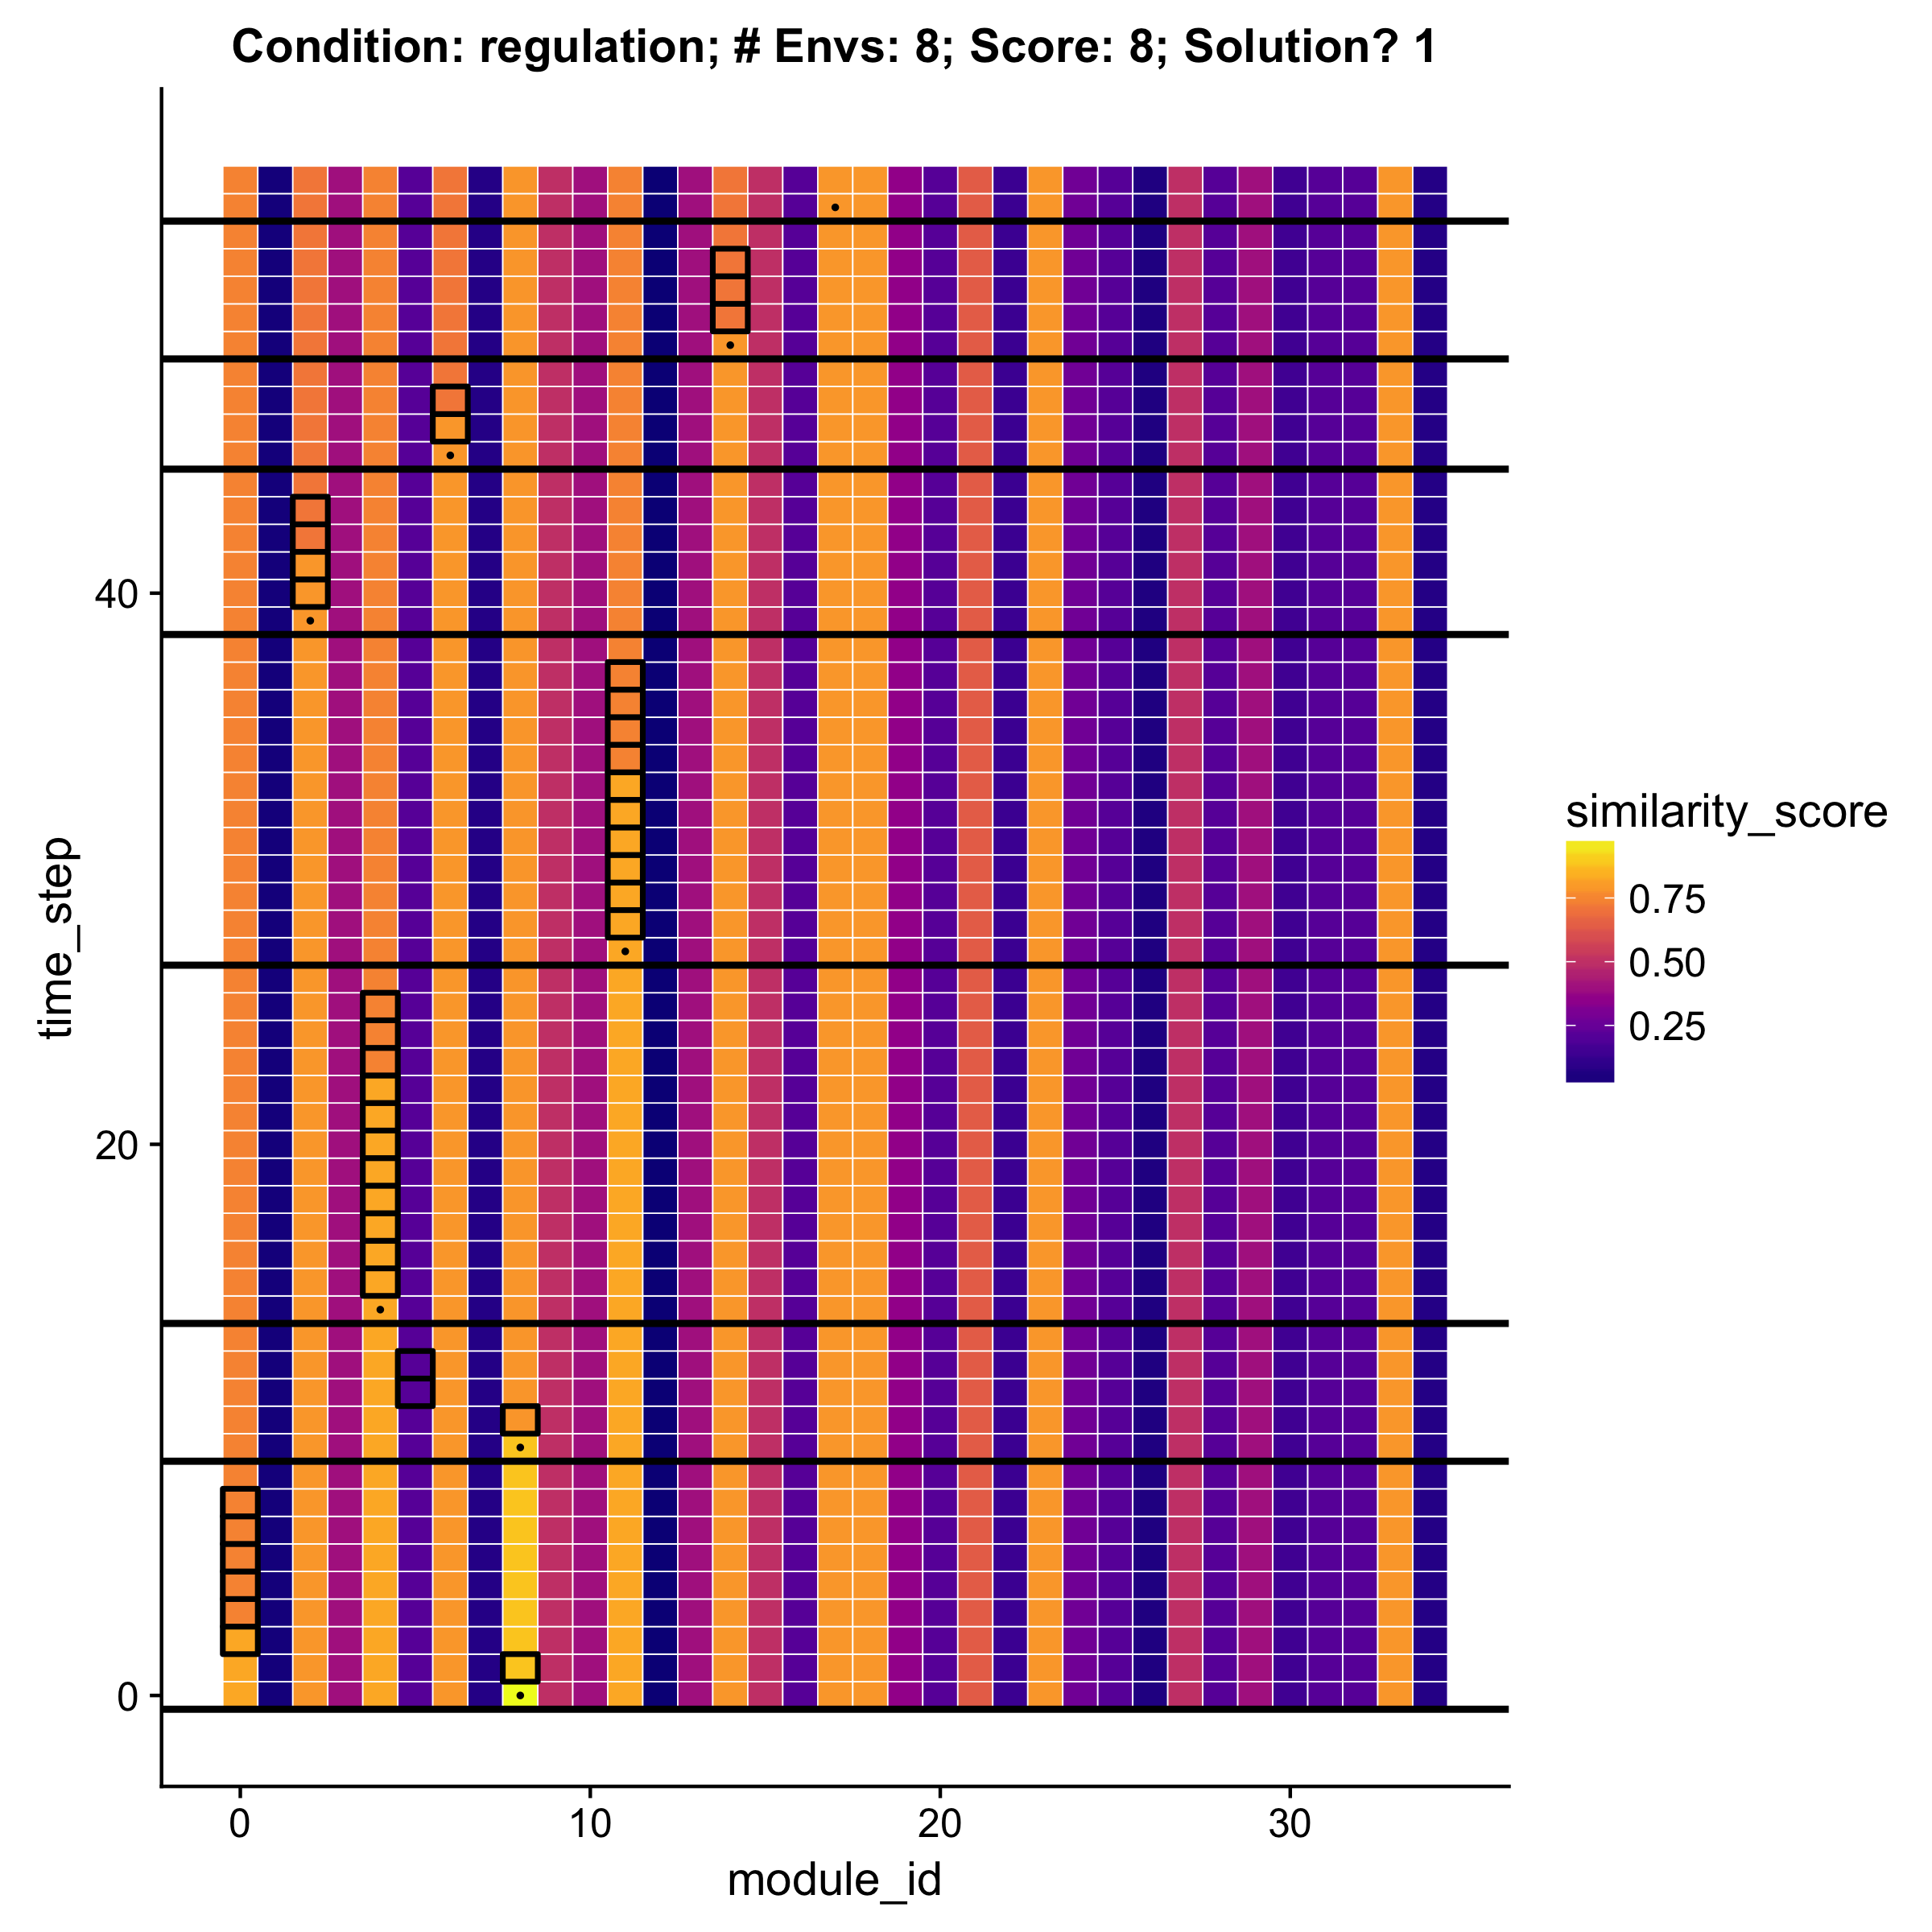 Condition: regulation; # Envs: 8; Score: 8; Solution? 1
time_step
40
20
0
0
10
20
30
module_id
similarity_score
0.75
0.50
0.25